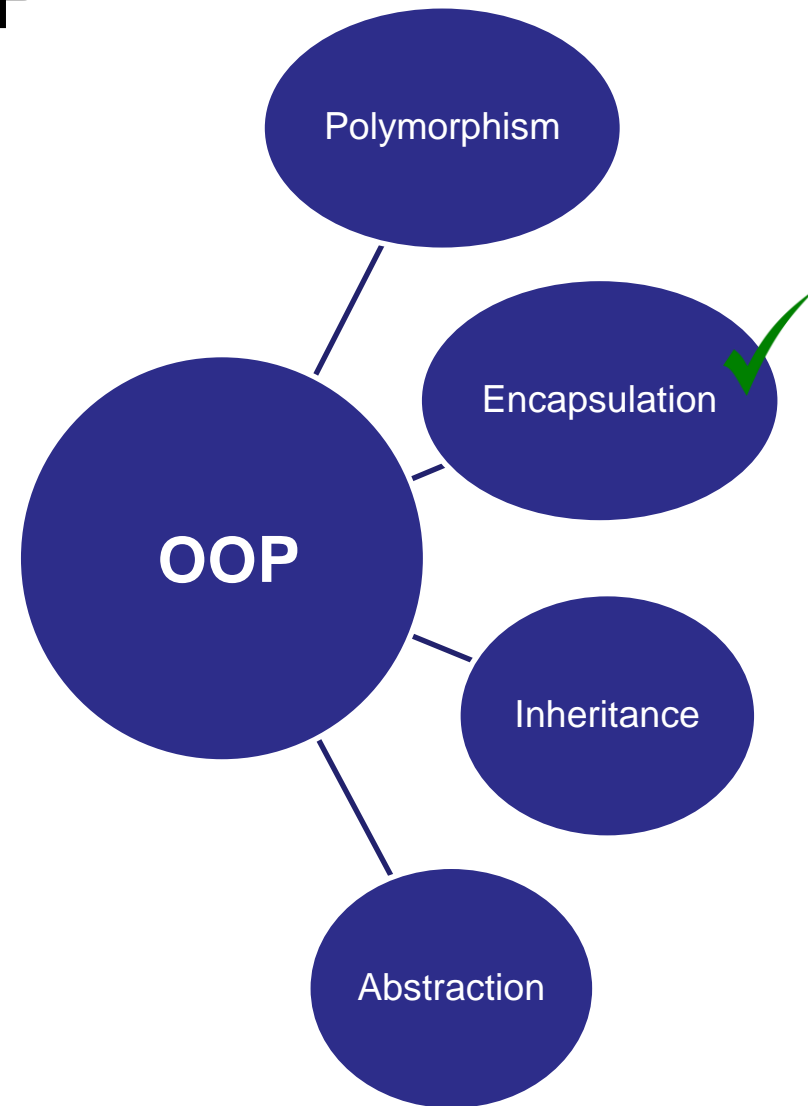 Polymorphism
Encapsulation
OOP
Inheritance
Abstraction